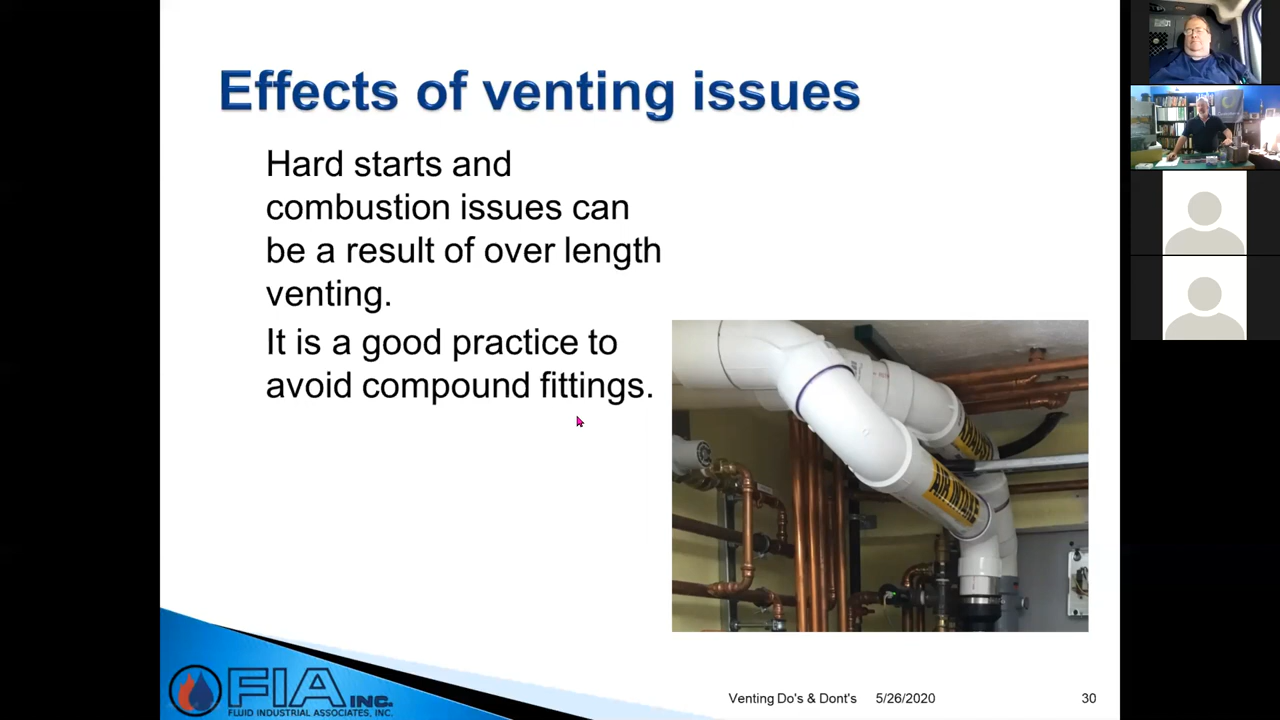 Effects of venting issues
Hard starts and
combustion issues can
be a result of over length
venting.
It is a good practice to
avoid compound fittings.
EXHAUST
AIR INTAKE
FIA INC.
FLUID INDUSTRIAL ASSOCIATES, INC.
Venting Do's & Dont's 5/26/2020 30